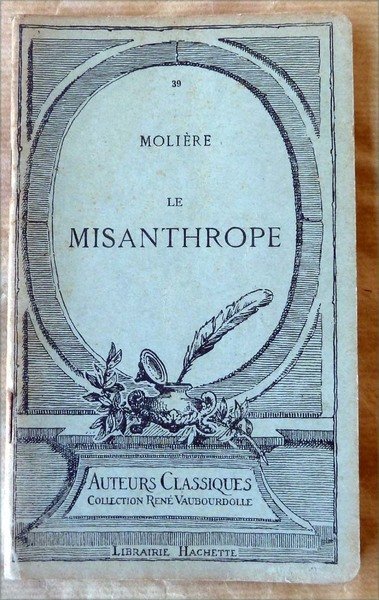 39
MOLIÈRE
LE
MISANTHROPE
AUTEURS CLASSIQUES
COLLECTION RENÉ VAUBOURDOLLE
LIBRAIRIE HACHETTE